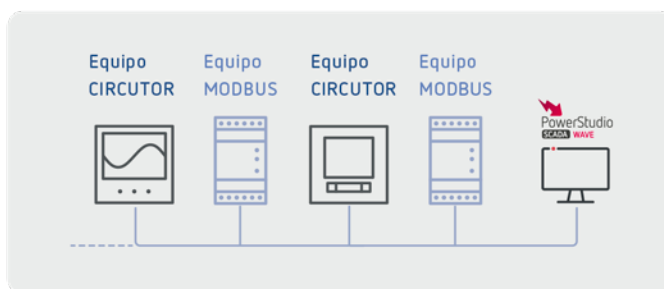 Equipo
CIRCUTOR
Equipo
MODBUS
Equipo
CIRCUTOR
Equipo
MODBUS
PowerStudio
SCADA WAVE